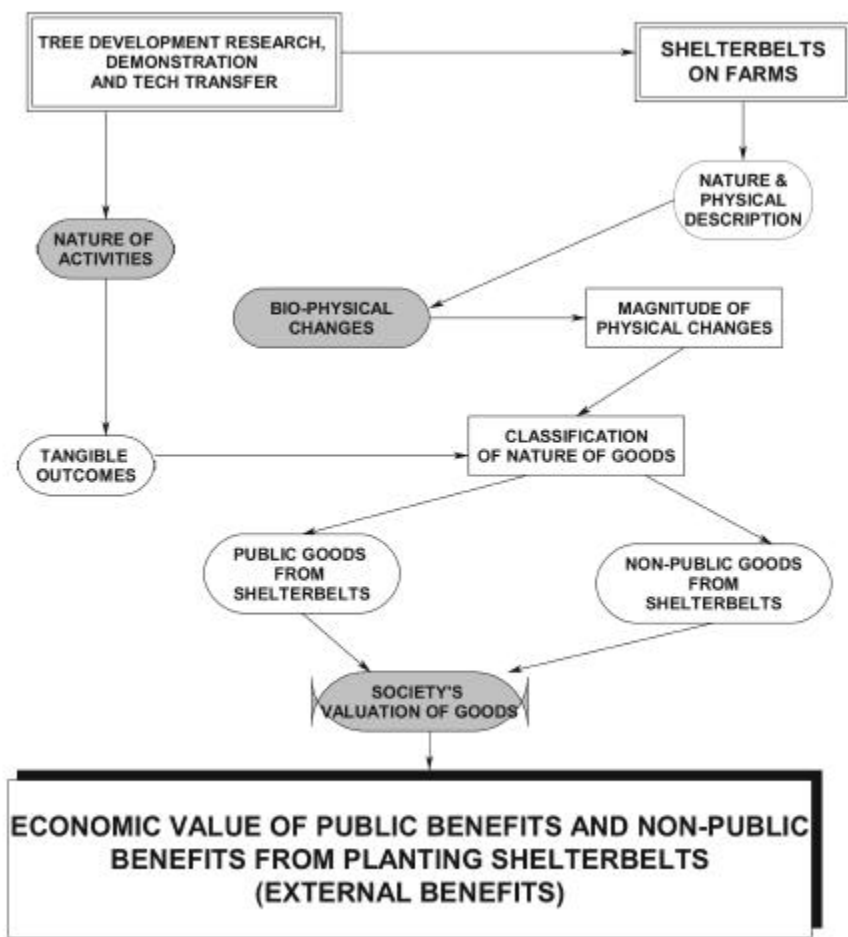 TREE DEVELOPMENT RESEARCH,
DEMONSTRATION
AND TECH TRANSFER
SHELTERBELTS
ON FARMS
NATURE &
PHYSICAL
DESCRIPTION
NATURE OF
ACTIVITIES
BIO-PHYSICAL
CHANGES
MAGNITUDE OF
PHYSICAL CHANGES
TANGIBLE
OUTCOMES
CLASSIFICATION
OF NATURE OF GOODS
PUBLIC GOODS
FROM
SHELTERBELTS
NON-PUBLIC GOODS
FROM
SHELTERBELTS
SOCIETY'S
VALUATION OF GOODS
ECONOMIC VALUE OF PUBLIC BENEFITS AND NON-PUBLIC
BENEFITS FROM PLANTING SHELTERBELTS
(EXTERNAL BENEFITS)